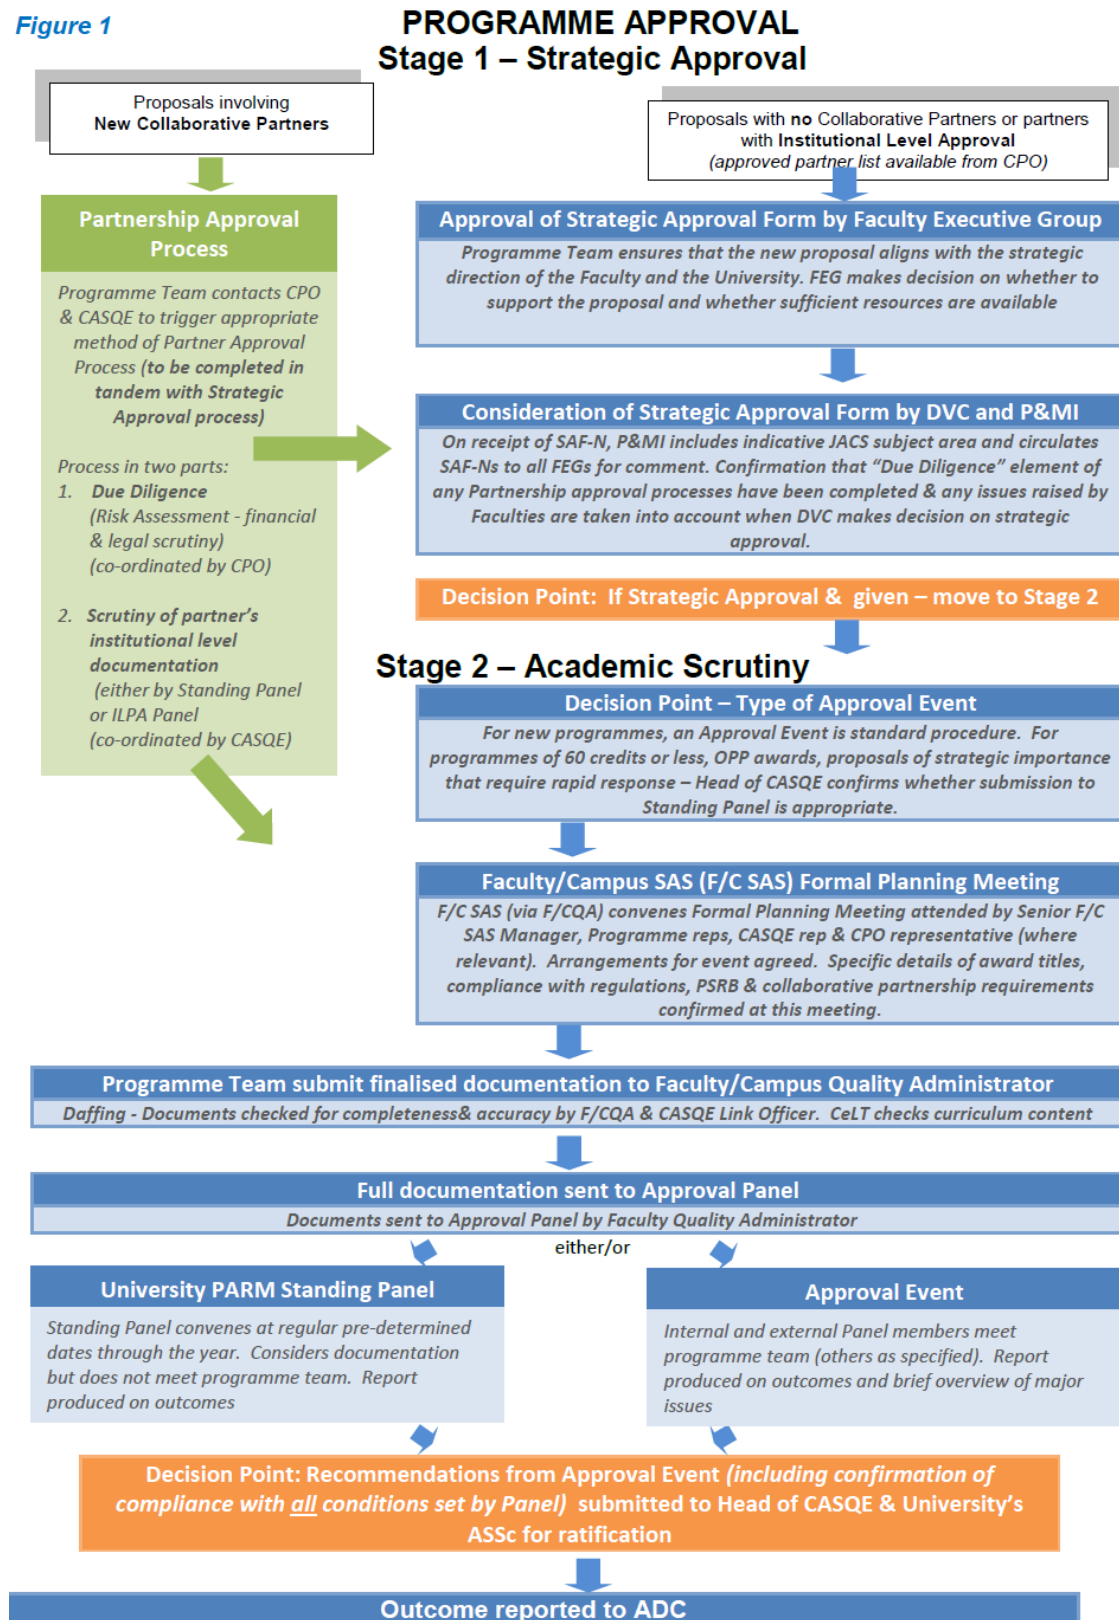 Figure 1
PROGRAMME APPROVAL
Stage 1 – Strategic Approval
Proposals involving
New Collaborative Partners
Proposals with no Collaborative Partners or partners
with Institutional Level Approval
(approved partner list available from CPO)
Partnership Approval
Process
Programme Team contacts CPO
& CASQE to trigger appropriate
method of Partner Approval
Process (to be completed in
tandem with Strategic
Approval process)
Process in two parts:
1. Due Diligence
(Risk Assessment - financial
& legal scrutiny)
(co-ordinated by CPO)
2. Scrutiny of partner's
institutional level
documentation
(either by Standing Panel
or ILPA Panel
(co-ordinated by CASQE)
Approval of Strategic Approval Form by Faculty Executive Group
Programme Team ensures that the new proposal aligns with the strategic
direction of the Faculty and the University. FEG makes decision on whether to
support the proposal and whether sufficient resources are available
Consideration of Strategic Approval Form by DVC and P&MI
On receipt of SAF-N, P&MI includes indicative JACS subject area and circulates
SAF-Ns to all FEGs for comment. Confirmation that "Due Diligence" element of
any Partnership approval processes have been completed & any issues raised by
Faculties are taken into account when DVC makes decision on strategic
approval.
Decision Point: If Strategic Approval & given – move to Stage 2
Stage 2 – Academic Scrutiny
Decision Point – Type of Approval Event
For new programmes, an Approval Event is standard procedure. For
programmes of 60 credits or less, OPP awards, proposals of strategic importance
that require rapid response – Head of CASQE confirms whether submission to
Standing Panel is appropriate.
Faculty/Campus SAS (F/C SAS) Formal Planning Meeting
F/C SAS (via F/CQA) convenes Formal Planning Meeting attended by Senior F/C
SAS Manager, Programme reps, CASQE rep & CPO representative (where
relevant). Arrangements for event agreed. Specific details of award titles,
compliance with regulations, PSRB & collaborative partnership requirements
confirmed at this meeting.
Programme Team submit finalised documentation to Faculty/Campus Quality Administrator
Daffing - Documents checked for completeness& accuracy by F/CQA & CASQE Link Officer. CeLT checks curriculum content
Full documentation sent to Approval Panel
Documents sent to Approval Panel by Faculty Quality Administrator
either/or
University PARM Standing Panel
Standing Panel convenes at regular pre-determined
dates through the year. Considers documentation
but does not meet programme team. Report
produced on outcomes
Approval Event
Internal and external Panel members meet
programme team (others as specified). Report
produced on outcomes and brief overview of major
issues
Decision Point: Recommendations from Approval Event (including confirmation of
compliance with all conditions set by Panel) submitted to Head of CASQE & University's
ASSc for ratification
Outcome reported to ADC